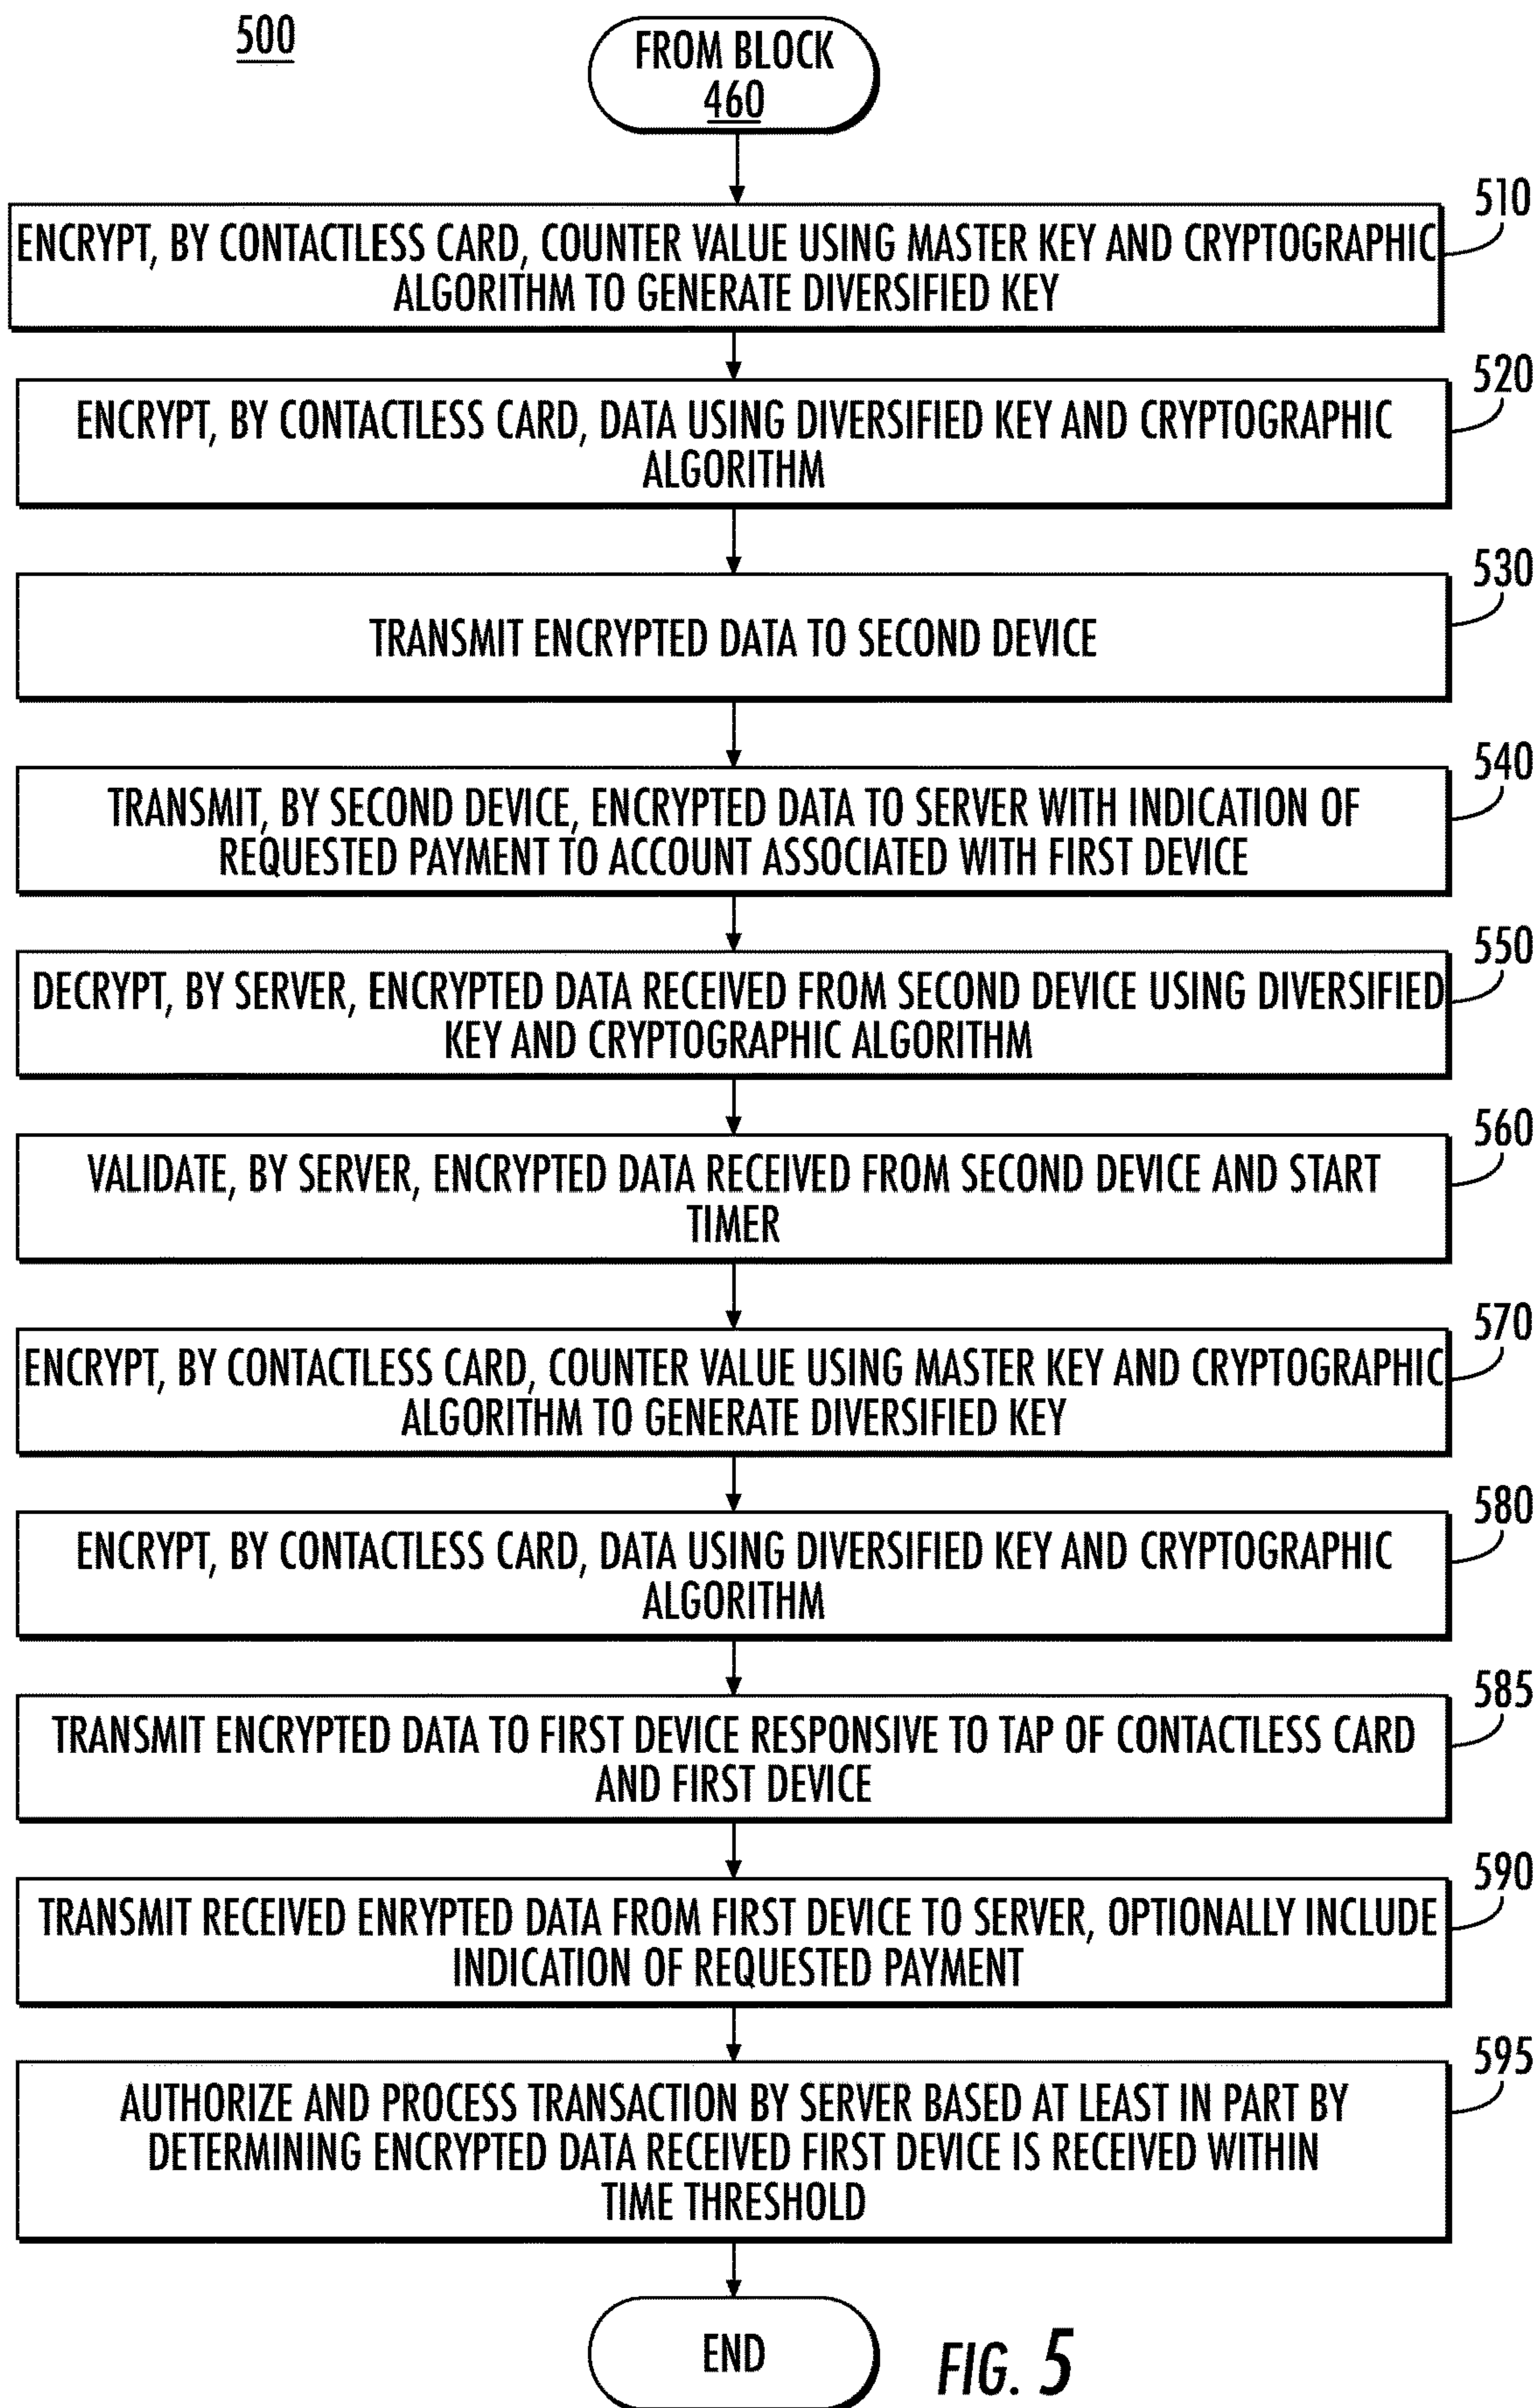 500
FROM BLOCK
460
510
ENCRYPT, BY CONTACTLESS CARD, COUNTER VALUE USING MASTER KEY AND CRYPTOGRAPHIC
ALGORITHM TO GENERATE DIVERSIFIED KEY
520
ENCRYPT, BY CONTACTLESS CARD, DATA USING DIVERSIFIED KEY AND CRYPTOGRAPHIC
ALGORITHM
530
TRANSMIT ENCRYPTED DATA TO SECOND DEVICE
540
TRANSMIT, BY SECOND DEVICE, ENCRYPTED DATA TO SERVER WITH INDICATION OF
REQUESTED PAYMENT TO ACCOUNT ASSOCIATED WITH FIRST DEVICE
550
DECRYPT, BY SERVER, ENCRYPTED DATA RECEIVED FROM SECOND DEVICE USING DIVERSIFIED
KEY AND CRYPTOGRAPHIC ALGORITHM
560
VALIDATE, BY SERVER, ENCRYPTED DATA RECEIVED FROM SECOND DEVICE AND START
TIMER
570
ENCRYPT, BY CONTACTLESS CARD, COUNTER VALUE USING MASTER KEY AND CRYPTOGRAPHIC
ALGORITHM TO GENERATE DIVERSIFIED KEY
580
ENCRYPT, BY CONTACTLESS CARD, DATA USING DIVERSIFIED KEY AND CRYPTOGRAPHIC
ALGORITHM
585
TRANSMIT ENCRYPTED DATA TO FIRST DEVICE RESPONSIVE TO TAP OF CONTACTLESS CARD
AND FIRST DEVICE
590
TRANSMIT RECEIVED ENRYPTED DATA FROM FIRST DEVICE TO SERVER, OPTIONALLY INCLUDE
INDICATION OF REQUESTED PAYMENT
595
AUTHORIZE AND PROCESS TRANSACTION BY SERVER BASED AT LEAST IN PART BY
DETERMINING ENCRYPTED DATA RECEIVED FIRST DEVICE IS RECEIVED WITHIN
TIME THRESHOLD
END
FIG. 5